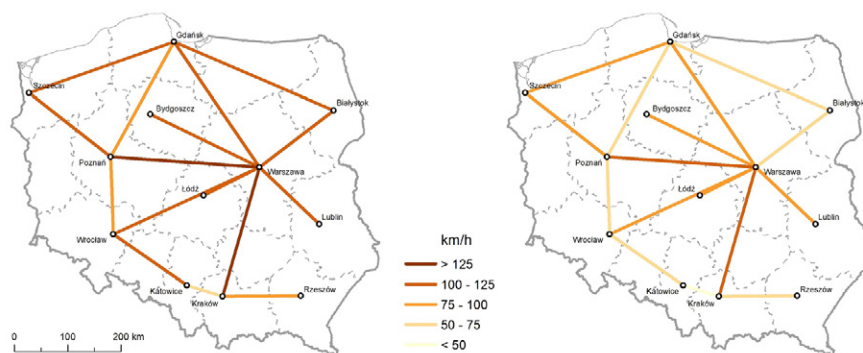 Gdańsk
Szczecin
Bydgoszcz
Białystok
Poznań
Warszawa
Łódź
Lublin
Wrocław
Katowice
Kraków
Rzeszów
0 100 200 km
km/h
> 125
100 - 125
75 - 100
50 - 75
< 50
Gdańsk
Szczecin
Bydgoszcz
Białystok
Poznań
Warszawa
Łódź
Lublin
Wrocław
Katowice
Kraków
Rzeszów